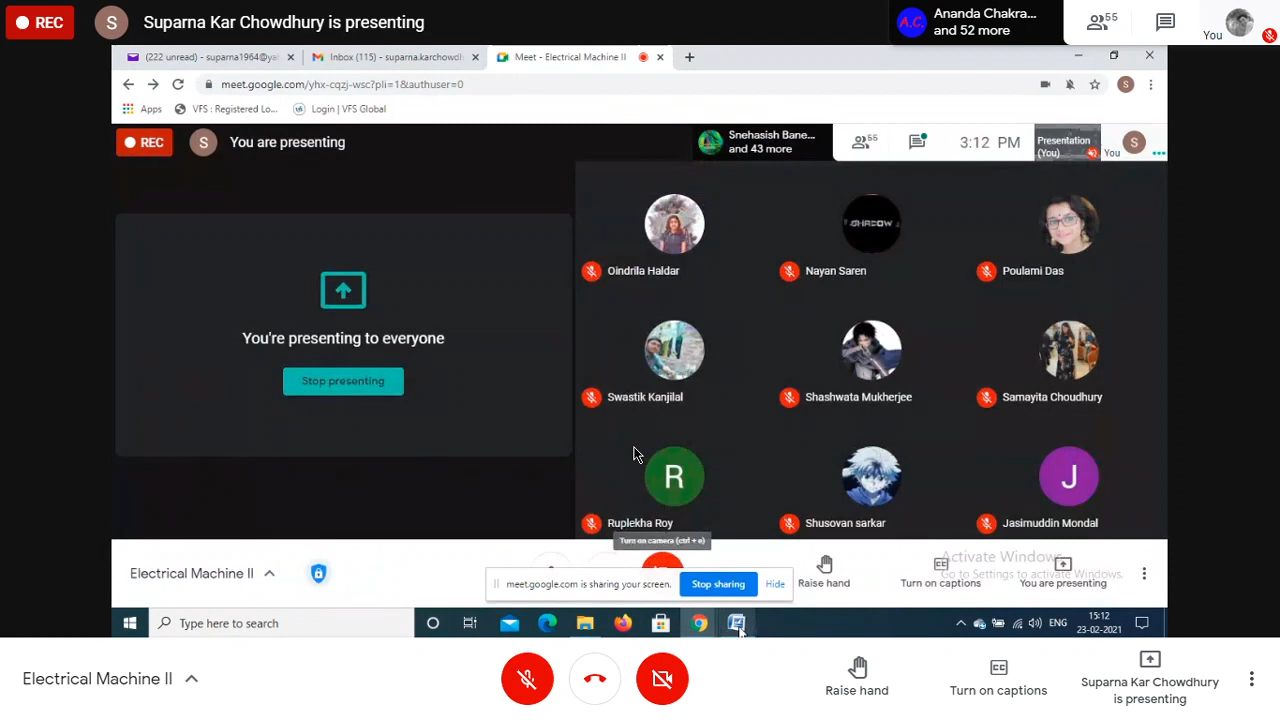 REC
S
Suparna Kar Chowdhury is presenting
A.C.
Ananda Chakra...
and 52 more
55
You
(222 unread) - suparna1964@ya
Inbox (115) - suparna.karchowdh
Meet - Electrical Machine II
meet.google.com/yhx-cqzj-wsc?pli=1&authuser=0
S
Apps
VFS : Registered Lo...
Login | VFS Global
REC
S
You are presenting
Snehasish Bane...
and 43 more
55
3:12 PM
Presentation
(You)
You
S
You're presenting to everyone
Stop presenting
SHADOW
Oindrila Haldar
Nayan Saren
Poulami Das
Swastik Kanjilal
Shashwata Mukherjee
Samayita Choudhury
R
J
Ruplekha Roy
Shusovan sarkar
Jasimuddin Mondal
Turn on camera (ctrl + e)
Electrical Machine II
meet.google.com is sharing your screen.
Stop sharing
Hide
Raise hand
Turn on captions
You are presenting
Activate Windows
Go to Settings to activate Windows.
Type here to search
ENG
15:12
23-02-2021
Electrical Machine II
Raise hand
Turn on captions
Suparna Kar Chowdhury
is presenting